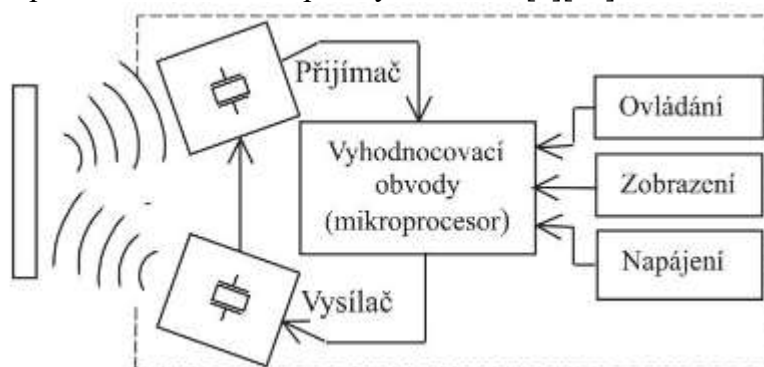 Přijímač
Vyhodnocovací
obvody
(mikroprocesor)
Vysílač
Ovládání
Zobrazení
Napájení